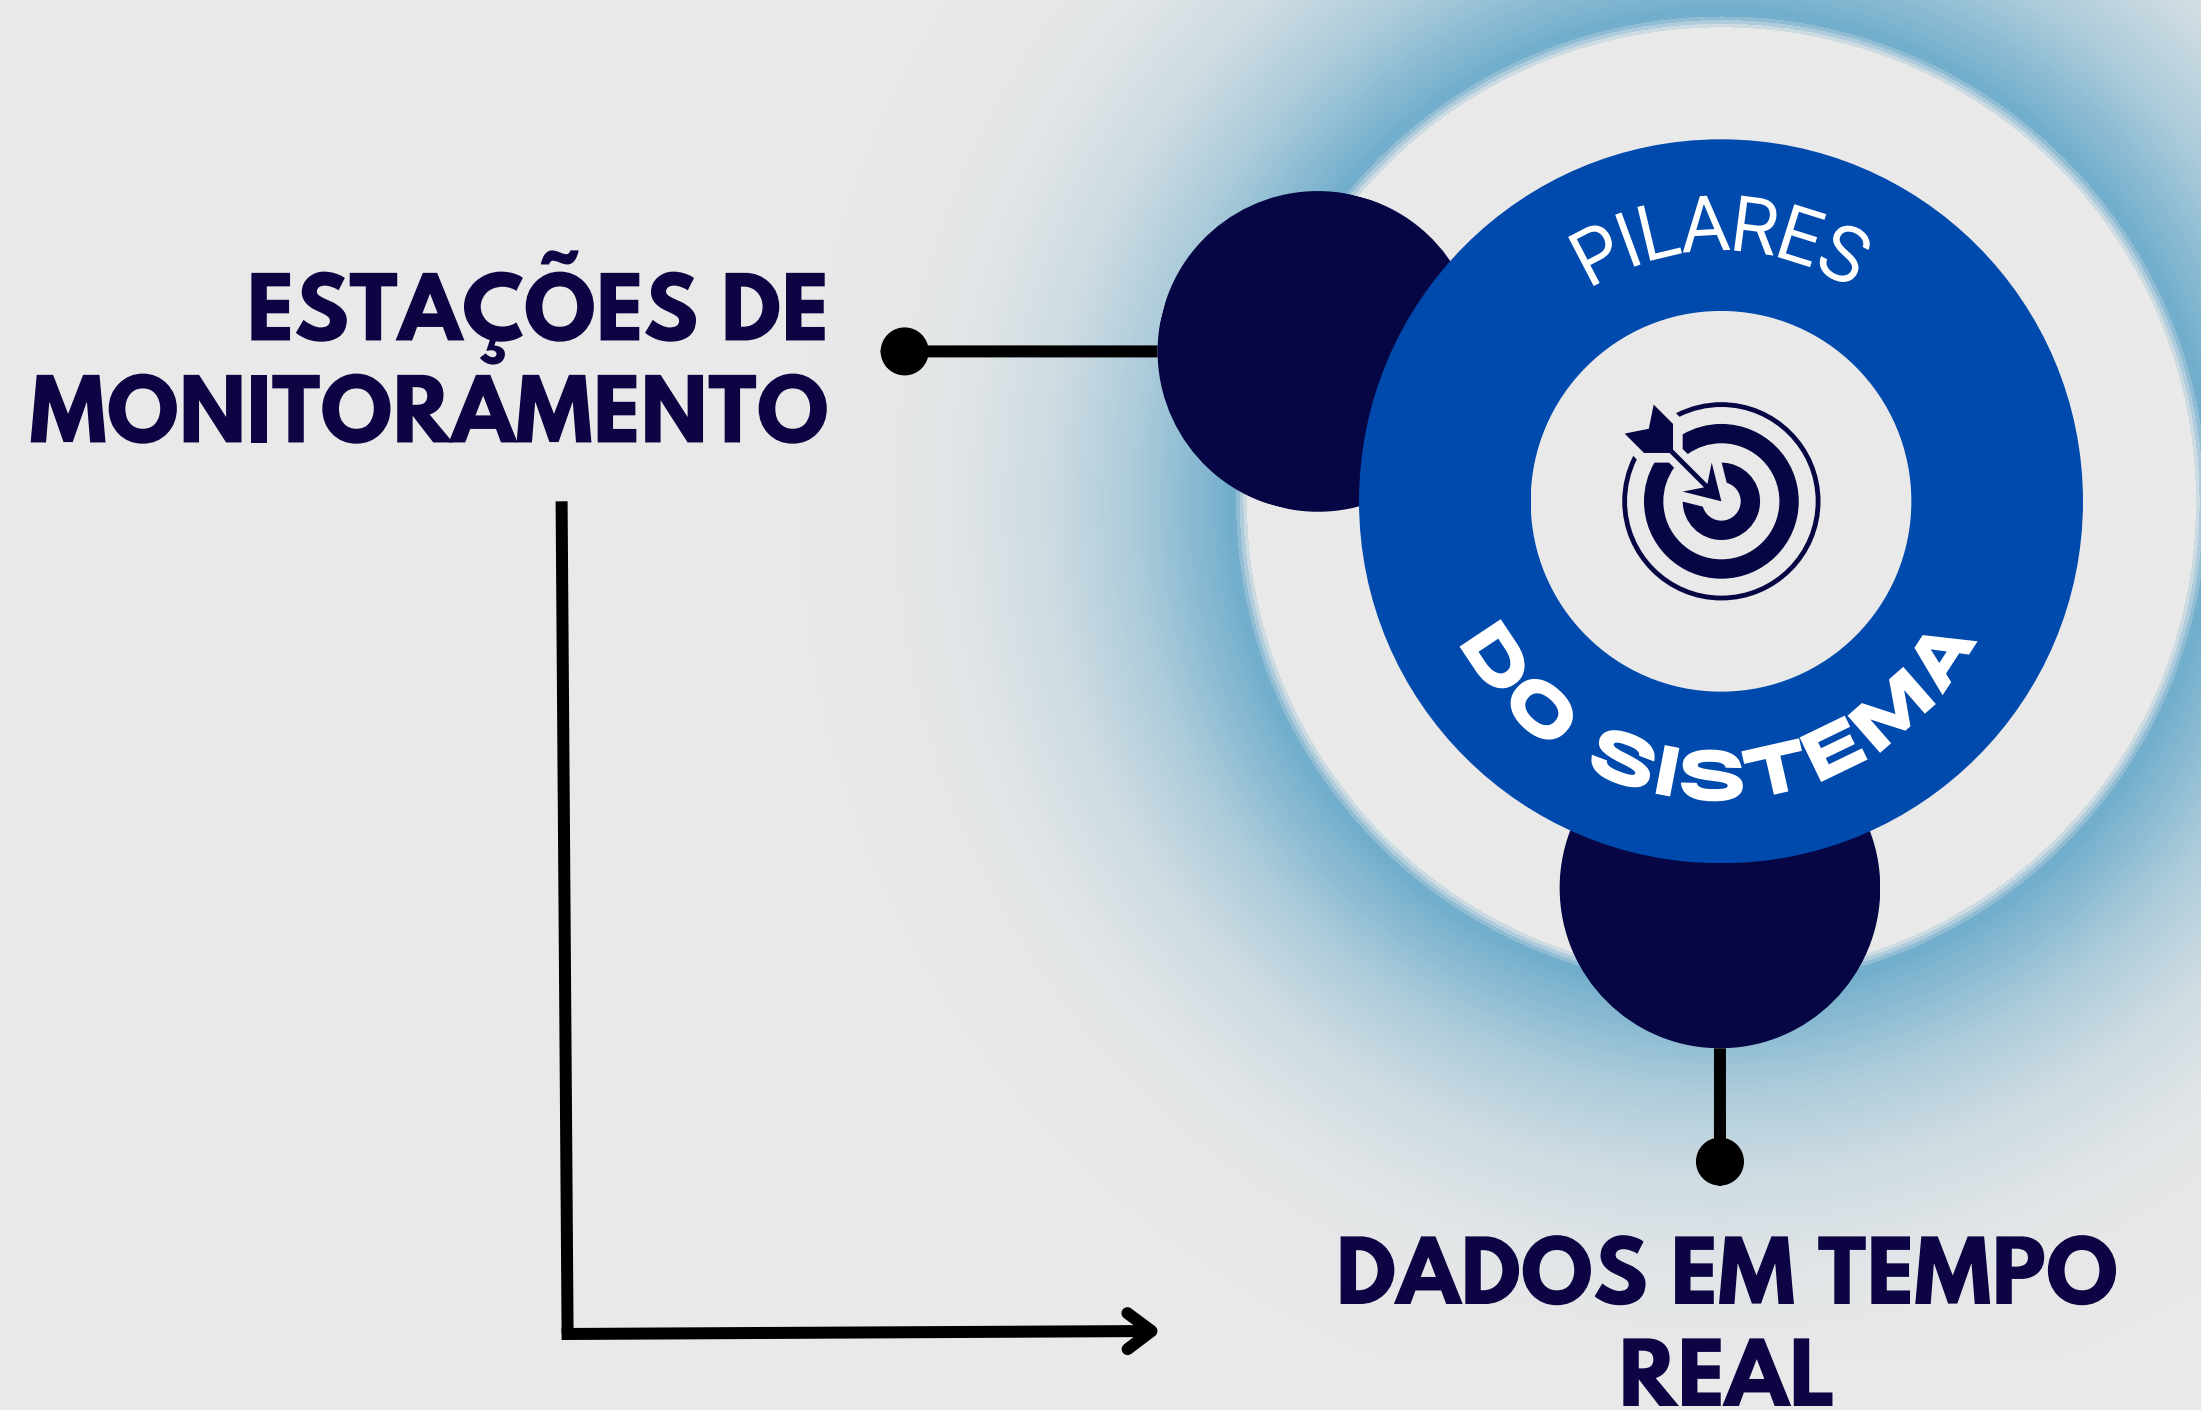 PILARES
ESTAÇÕES DE
MONITORAMENTO
DO SISTEMA
DADOS EM TEMPO
REAL